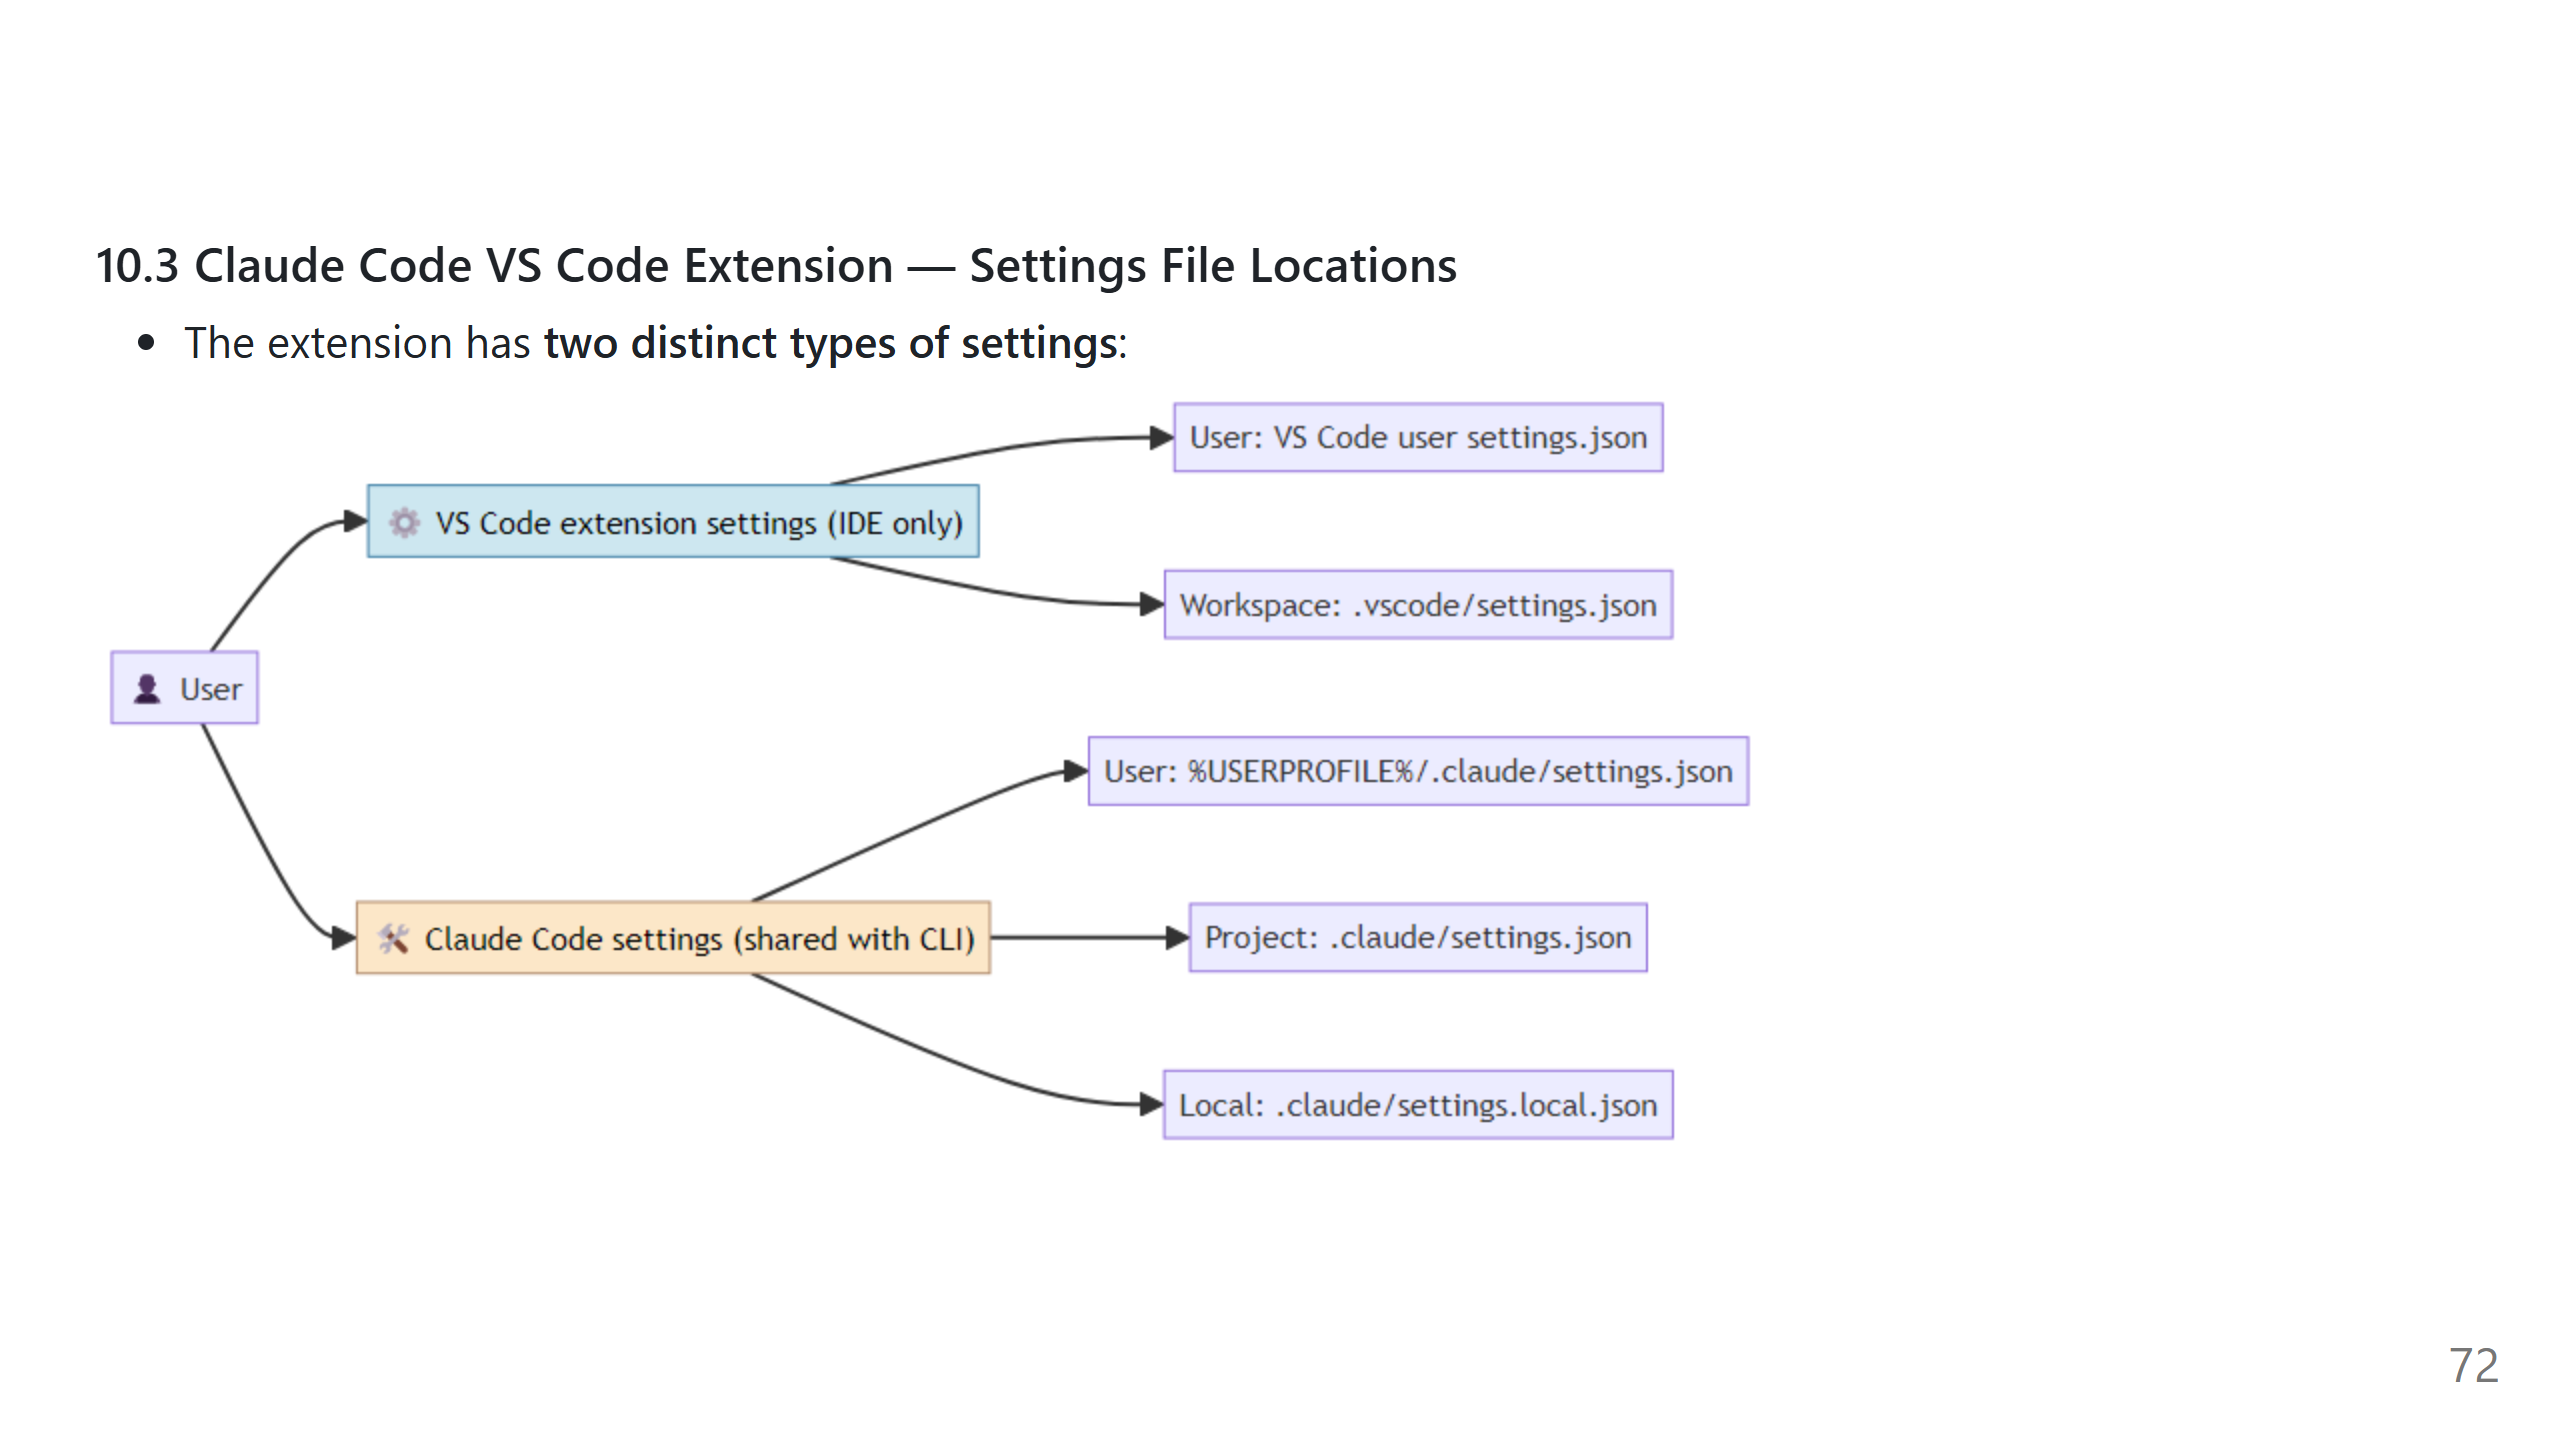 10.3 Claude Code VS Code Extension — Settings File Locations
• The extension has two distinct types of settings:
User: VS Code user settings.json
VS Code extension settings (IDE only)
Workspace: .vscode/settings.json
User
User: %USERPROFILE%/.claude/settings.json
Claude Code settings (shared with CLI)
Project: .claude/settings.json
Local: .claude/settings.local.json
72